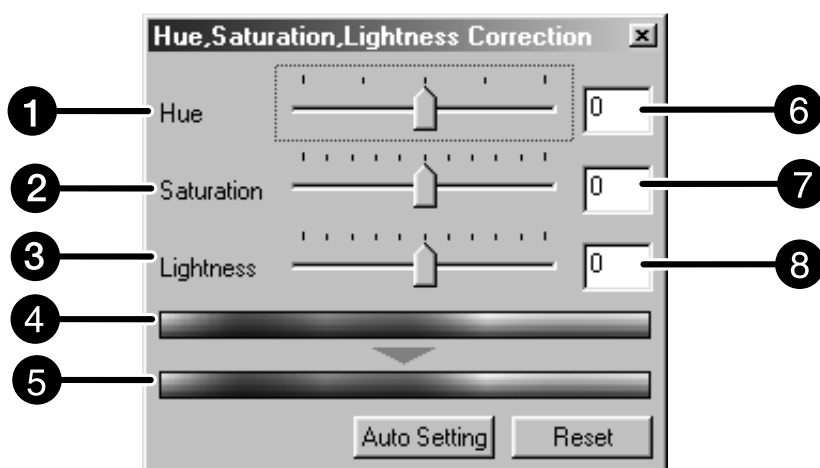 Hue,Saturation,Lightness Correction
1 Hue 0 6
2 Saturation 0 7
3 Lightness 0 8
4
5
Auto Setting Reset